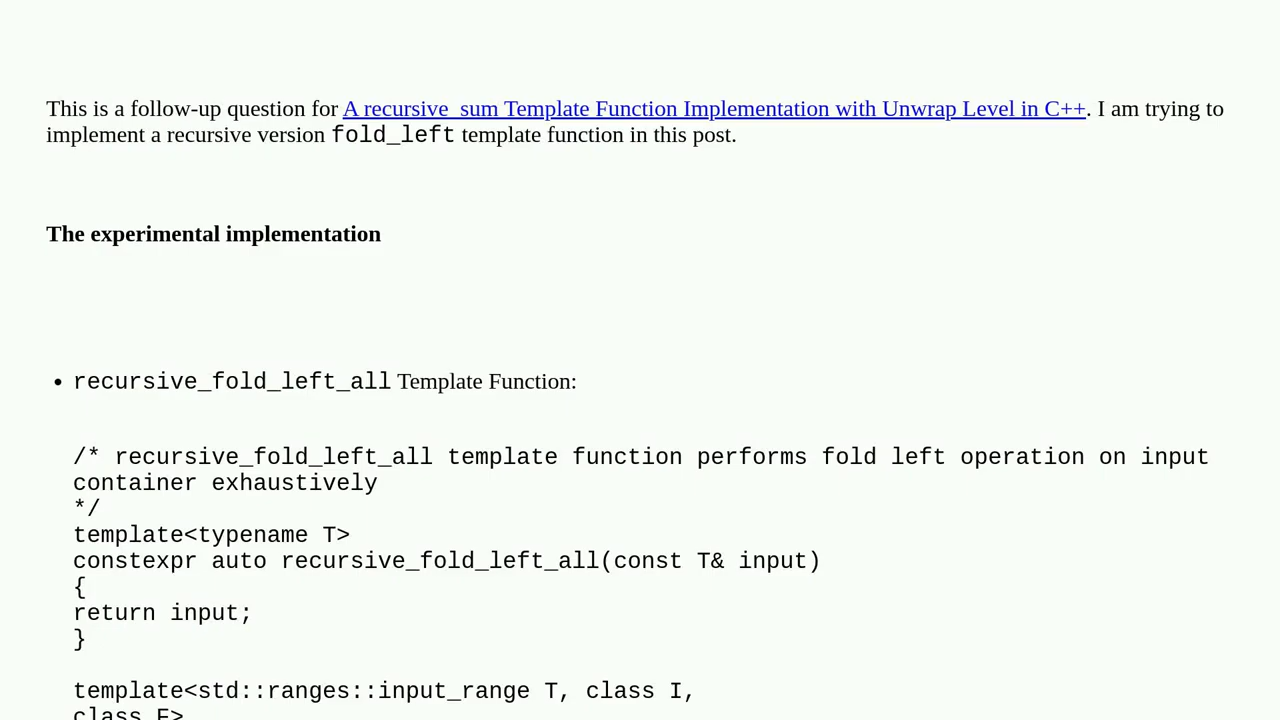 This is a follow-up question for A recursive_sum Template Function Implementation with Unwrap Level in C++. I am trying to
implement a recursive version fold_left template function in this post.
The experimental implementation
• recursive_fold_left_all Template Function:
/* recursive_fold_left_all template function performs fold left operation on input
container exhaustively
*/
template<typename T>
constexpr auto recursive_fold_left_all(const T& input)
{
return input;
}
template<std::ranges::input_range T, class I,
class F>